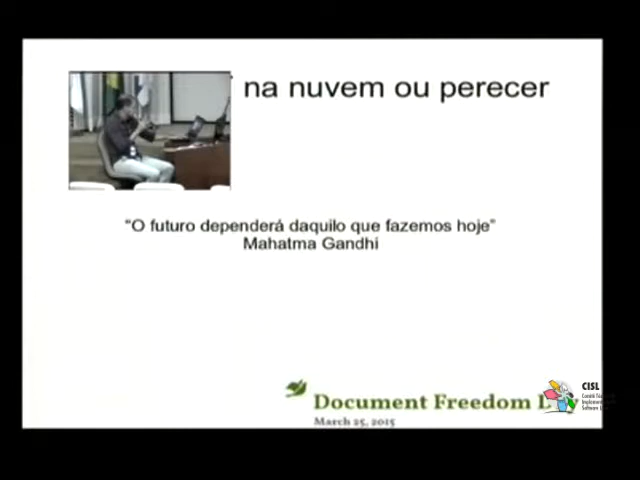 na nuvem ou perecer
“O futuro dependerá daquilo que fazemos hoje”
Mahatma Gandhi
Document Freedom
March 25, 2015
CISL